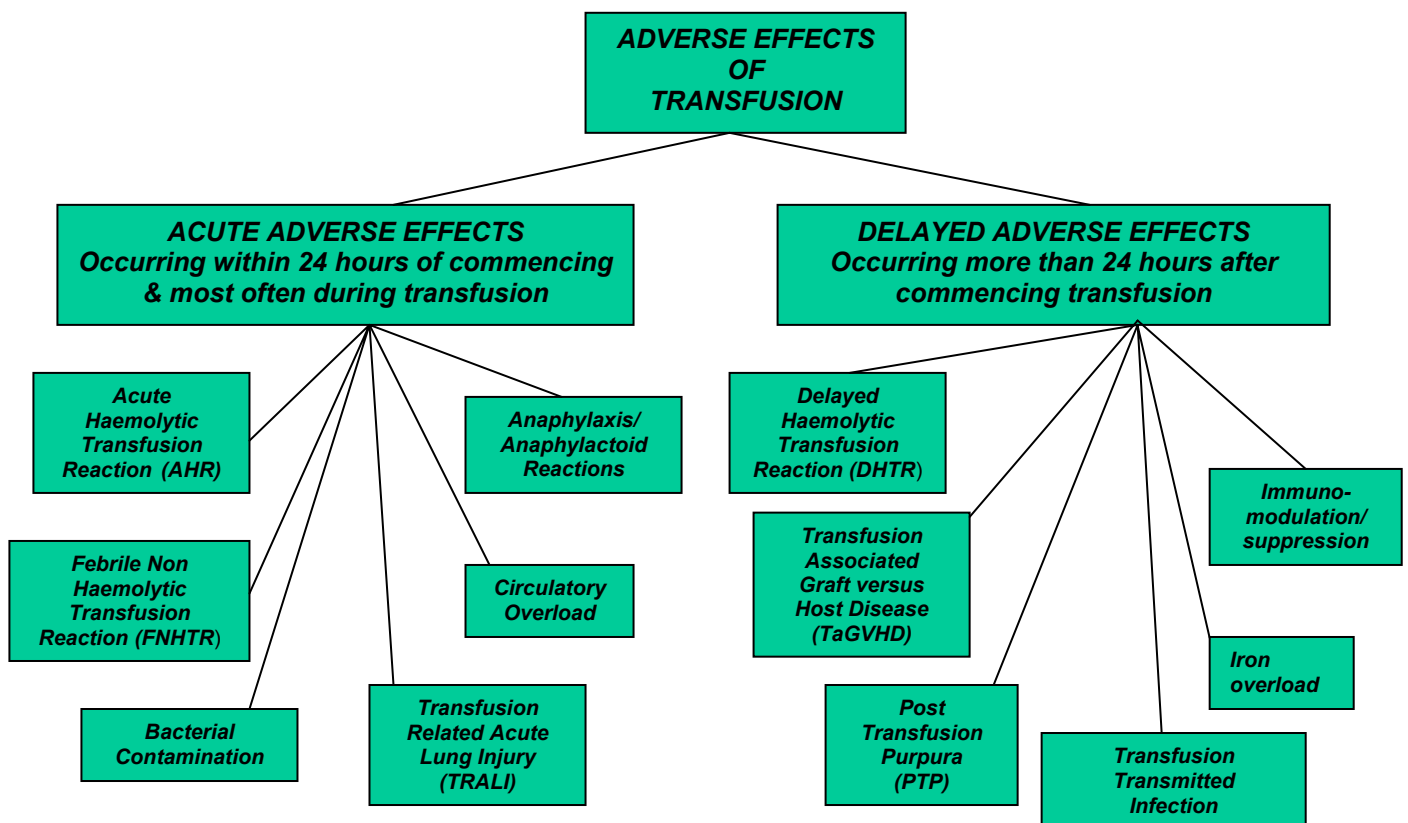 ADVERSE EFFECTS
OF
TRANSFUSION
ACUTE ADVERSE EFFECTS
Occurring within 24 hours of commencing
& most often during transfusion
DELAYED ADVERSE EFFECTS
Occurring more than 24 hours after
commencing transfusion
Acute
Haemolytic
Transfusion
Reaction (AHR)
Anaphylaxis/
Anaphylactoid
Reactions
Febrile Non
Haemolytic
Transfusion
Reaction (FNHTR)
Circulatory
Overload
Bacterial
Contamination
Transfusion
Related Acute
Lung Injury
(TRALI)
Delayed
Haemolytic
Transfusion
Reaction (DHTR)
Immuno-
modulation/
suppression
Transfusion
Associated
Graft versus
Host Disease
(TaGVHD)
Iron
overload
Post
Transfusion
Purpura
(PTP)
Transfusion
Transmitted
Infection